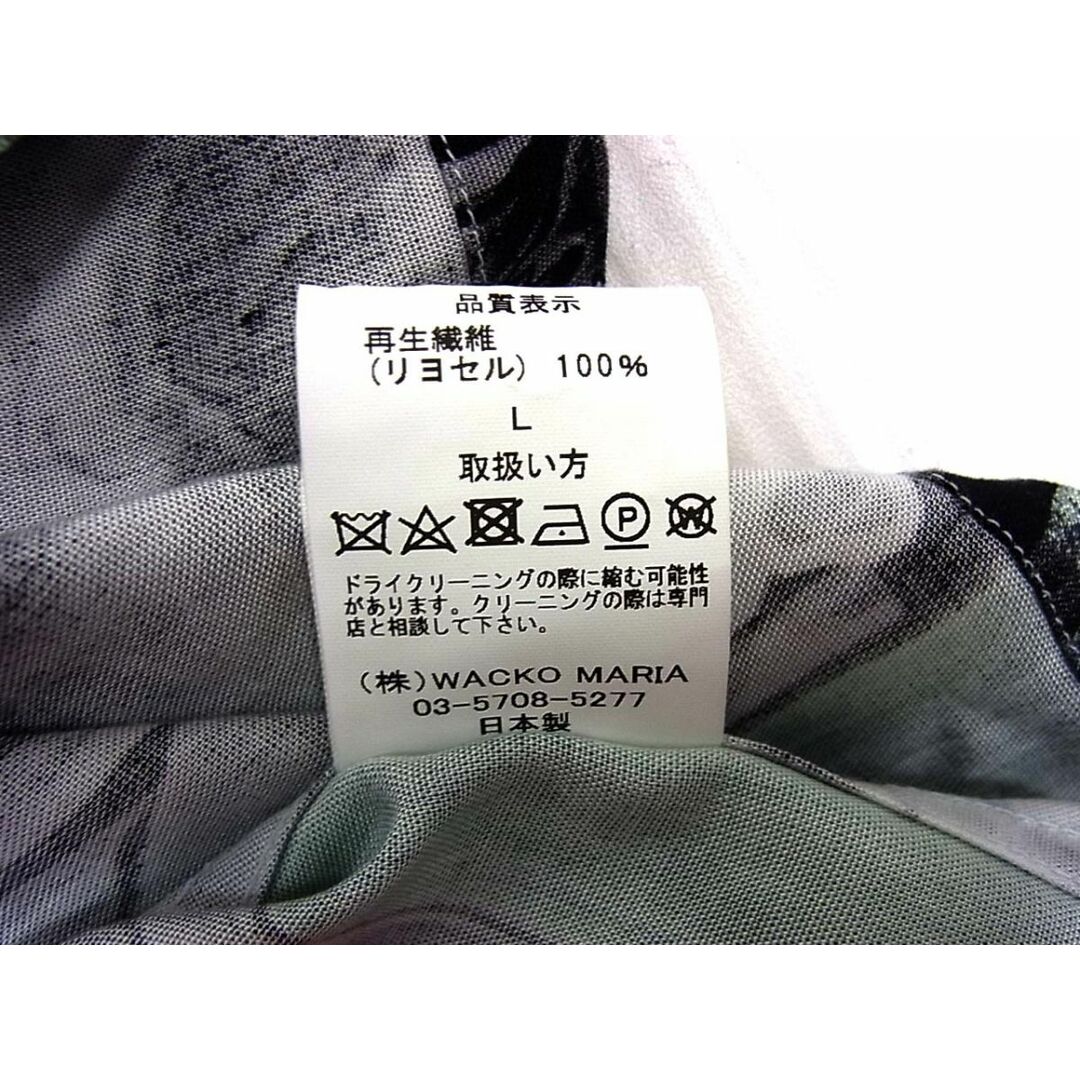 品質表示
再生繊維
(リヨセル) 100%
L
取扱い方
P
W
ドライクリーニングの際に縮む可能性
があります。クリーニングの際は専門
店と相談して下さい。
(株)WACKO MARIA
03-5708-5277
日本製